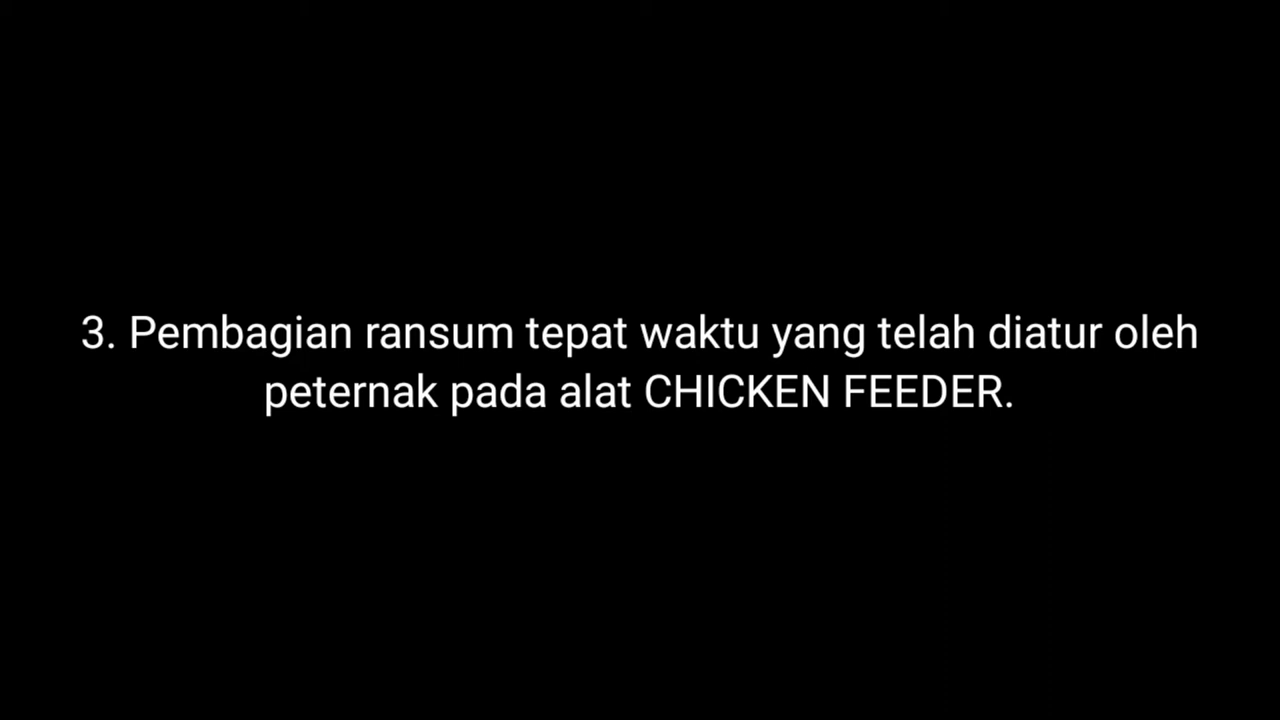 3. Pembagian ransum tepat waktu yang telah diatur oleh
peternak pada alat CHICKEN FEEDER.